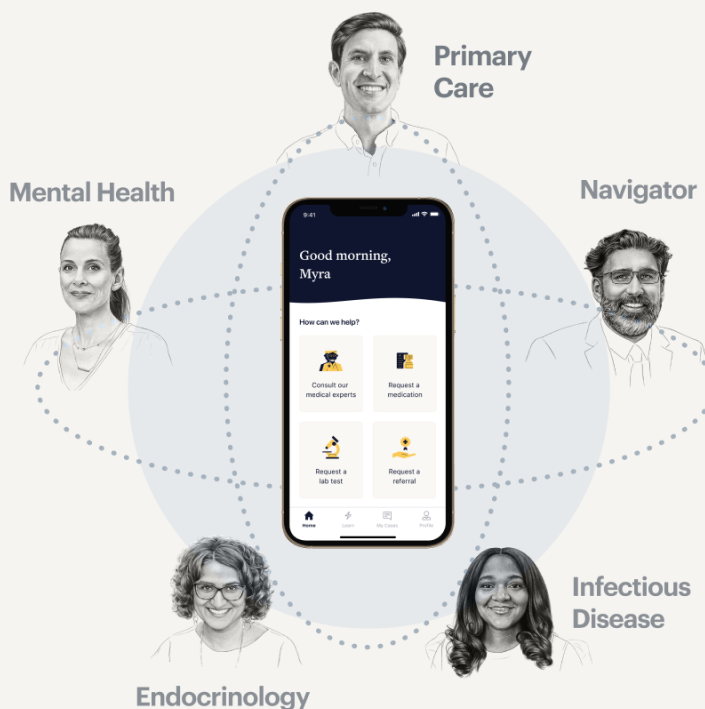 Primary
Care
Mental Health
Navigator
9:41
Good morning,
Myra
How can we help?
Consult our
medical experts
Request a
medication
Request a
lab test
Request a
referral
Home
Learn
My Cases
Profile
Infectious
Disease
Endocrinology